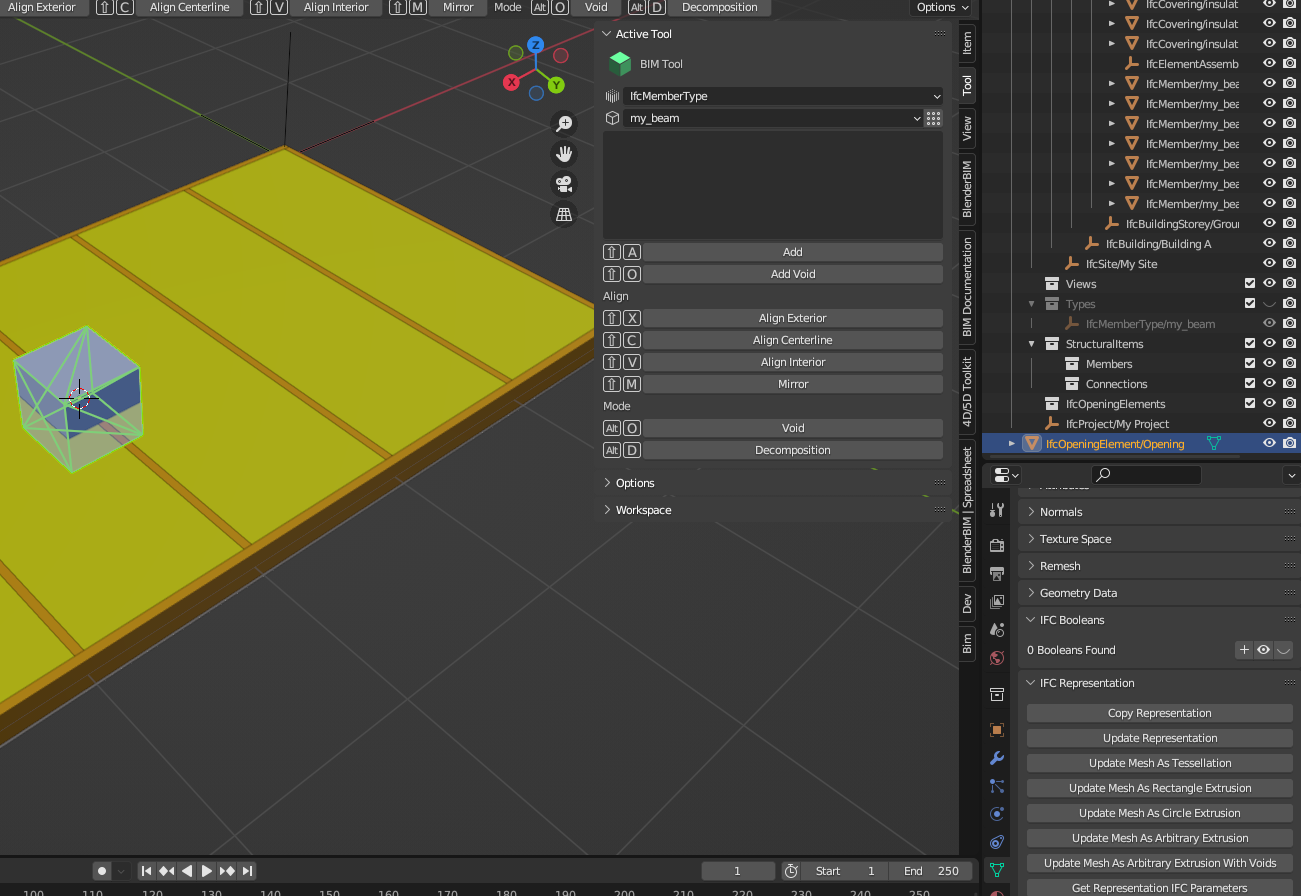 Align Exterior ⇧ C Align Centerline ⇧ V Align Interior ⇧ M Mirror Mode Alt O Void Alt D Decomposition Options
Z
X
Y
Active Tool
BIM Tool
IfcMemberType
my_beam
⇧ A Add
⇧ O Add Void
Align
⇧ X Align Exterior
⇧ C Align Centerline
⇧ V Align Interior
⇧ M Mirror
Mode
Alt O Void
Alt D Decomposition
Options
Workspace
Item
Tool
View
BlenderBIM
BIM Documentation
4D/5D Toolkit
BlenderBIM | Spreadsheet
Dev
Bim
IfcCovering/insulat
IfcCovering/insulat
IfcCovering/insulat
IfcElementAssemb
IfcMember/my_bea
IfcMember/my_bea
IfcMember/my_bea
IfcMember/my_bea
IfcMember/my_bea
IfcMember/my_bea
IfcMember/my_bea
IfcBuildingStorey/Grou
IfcBuilding/Building A
IfcSite/My Site
Views
Types
IfcMemberType/my_beam
StructuralItems
Members
Connections
IfcOpeningElements
IfcProject/My Project
IfcOpeningElement/Opening
Normals
Texture Space
Remesh
Geometry Data
IFC Booleans
0 Booleans Found
IFC Representation
Copy Representation
Update Representation
Update Mesh As Tessellation
Update Mesh As Rectangle Extrusion
Update Mesh As Circle Extrusion
Update Mesh As Arbitrary Extrusion
Update Mesh As Arbitrary Extrusion With Voids
Get Representation IFC Parameters
1 Start 1 End 250
100 110 120 130 140 150 160 170 180 190 200 210 220 230 240 250